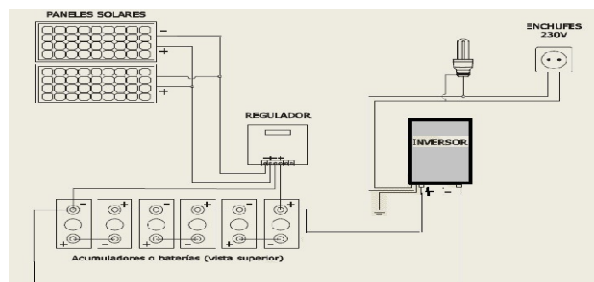 PANELES SOLARES
ENCHUFES
230V
REGULADOR
INVERSOR
Acumuladores o baterías (vista superior)